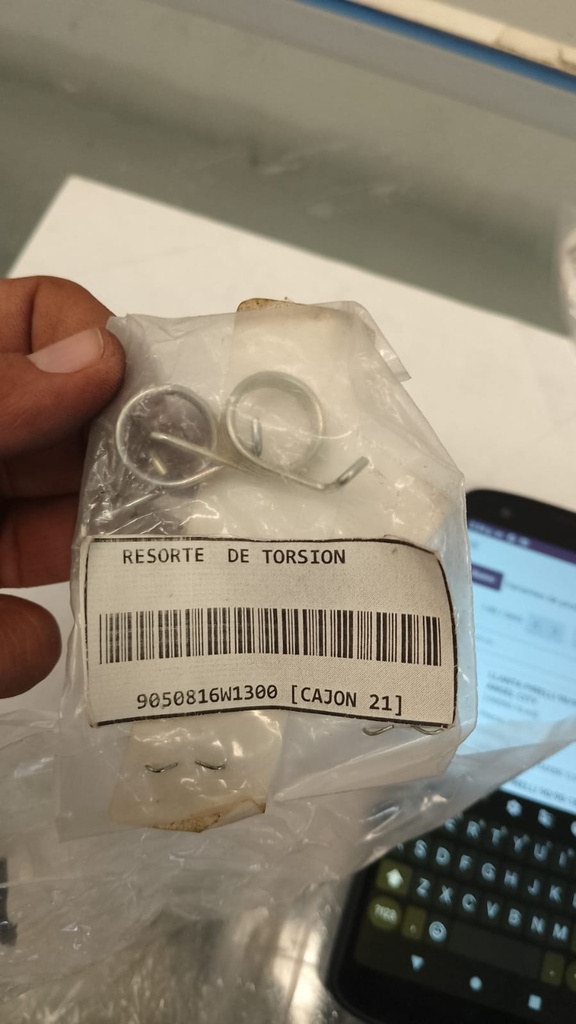 RESORTE DE TORSION
9050816W1300 [CAJON 21]
E R T Y U I
S D F G H J K
Z X C V B N M